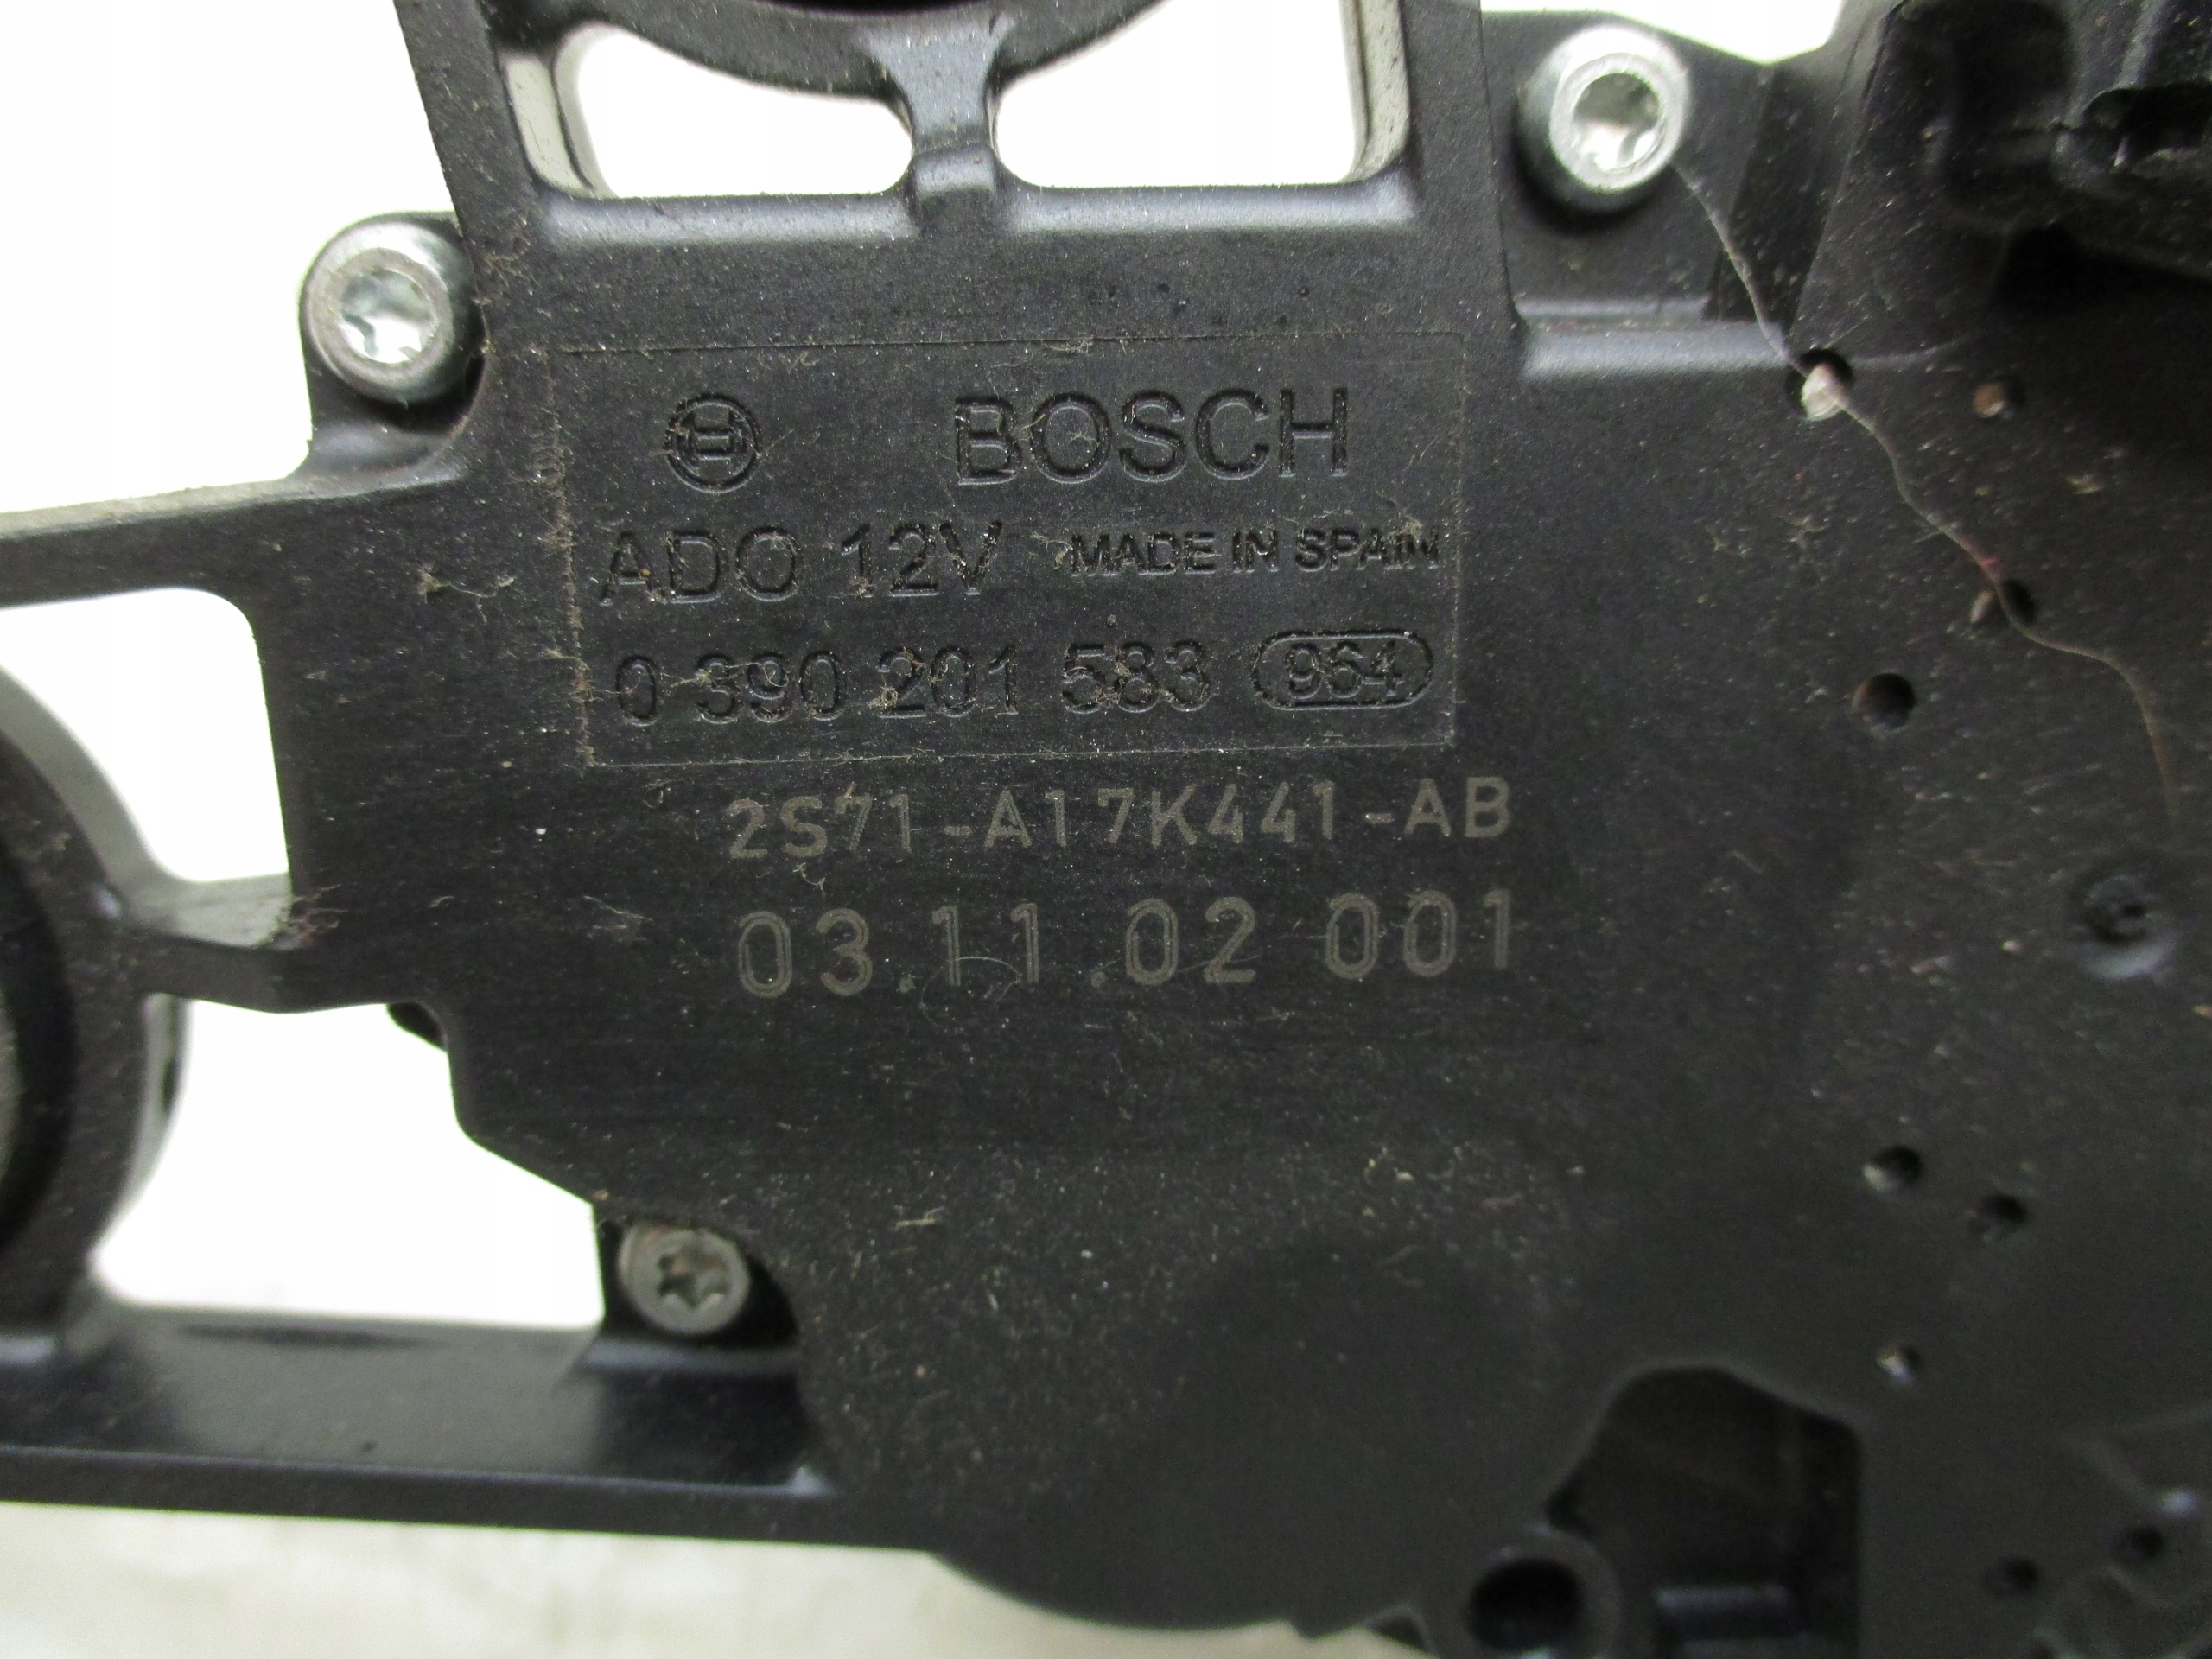 BOSCH
ADO 12V MADE IN SPAIN
0 390 201 583 964
2S71-A17K441-AB
03.11.02 001